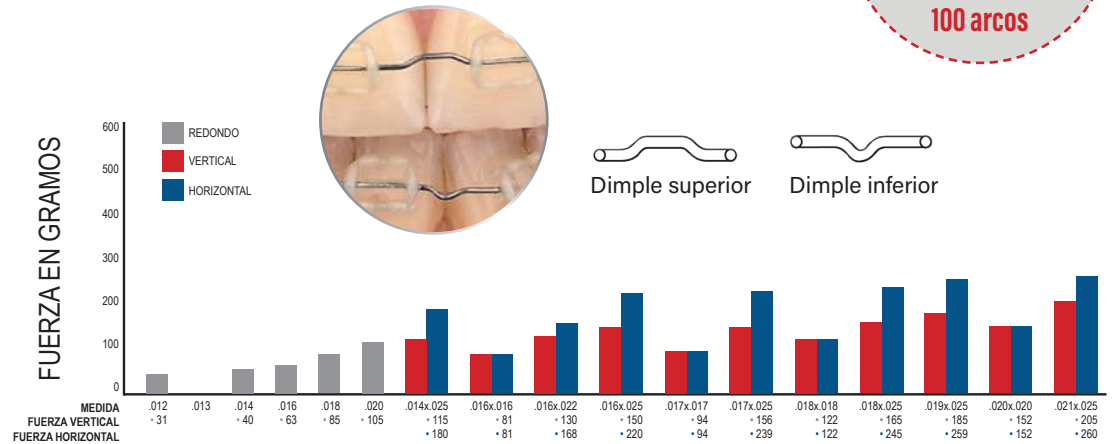 100 arcos
FUERZA EN GRAMOS
600
500
400
300
200
100
0
REDONDO
VERTICAL
HORIZONTAL
Dimple superior
Dimple inferior
MEDIDA .012 .013 .014 .016 .018 .020 .014x.025 .016x.016 .016x.022 .016x.025 .017x.017 .017x.025 .018x.018 .018x.025 .019x.025 .020x.020 .021x.025
FUERZA VERTICAL • 31 • 40 • 63 • 85 • 105 • 115 • 81 • 130 • 150 • 94 • 156 • 122 • 165 • 185 • 152 • 205
FUERZA HORIZONTAL • 180 • 81 • 168 • 220 • 94 • 239 • 122 • 245 • 259 • 152 • 260